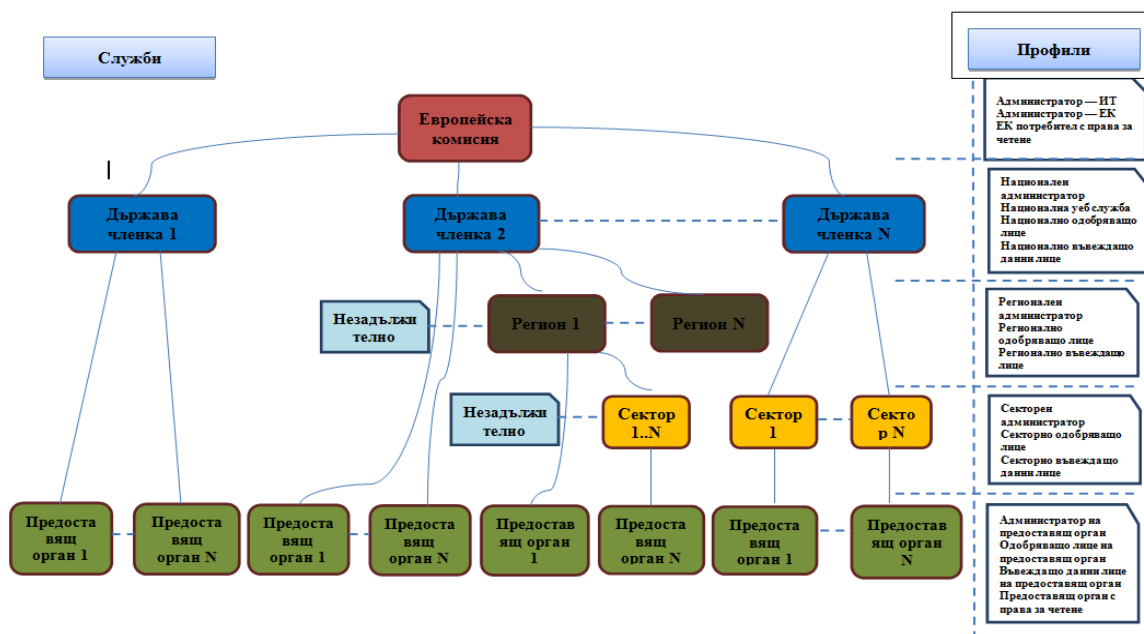 Служби
Профили
Европейска
комисия
Администратор — ИТ
Администратор — ЕК
ЕК потребител с права за
четене
Държава
членка 1
Държава
членка 2
Държава
членка N
Национален
администратор
Национална уеб служба
Национално одобряващо
лице
Национално въвеждащо
данни лице
Незадължи
телно
Регион 1
Регион N
Регионален
администратор
Регионално
одобряващо лице
Регионално въвеждащо
лице
Незадължи
телно
Сектор
1..N
Сектор
1
Секто
р N
Секторен
администратор
Секторно одобряващо
лице
Секторно въвеждащо
данни лице
Предоста
вящ
орган 1
Предоста
вящ
орган N
Предоста
вящ
орган 1
Предоста
вящ
орган N
Предостав
ящ орган
1
Предоста
вящ
орган N
Предоста
вящ
орган 1
Предостав
ящ орган
N
Администратор на
предоставящ орган
Одобряващо лице на
предоставящ орган
Въвеждащо данни лице
на предоставящ орган
Предоставящ орган с
права за четене